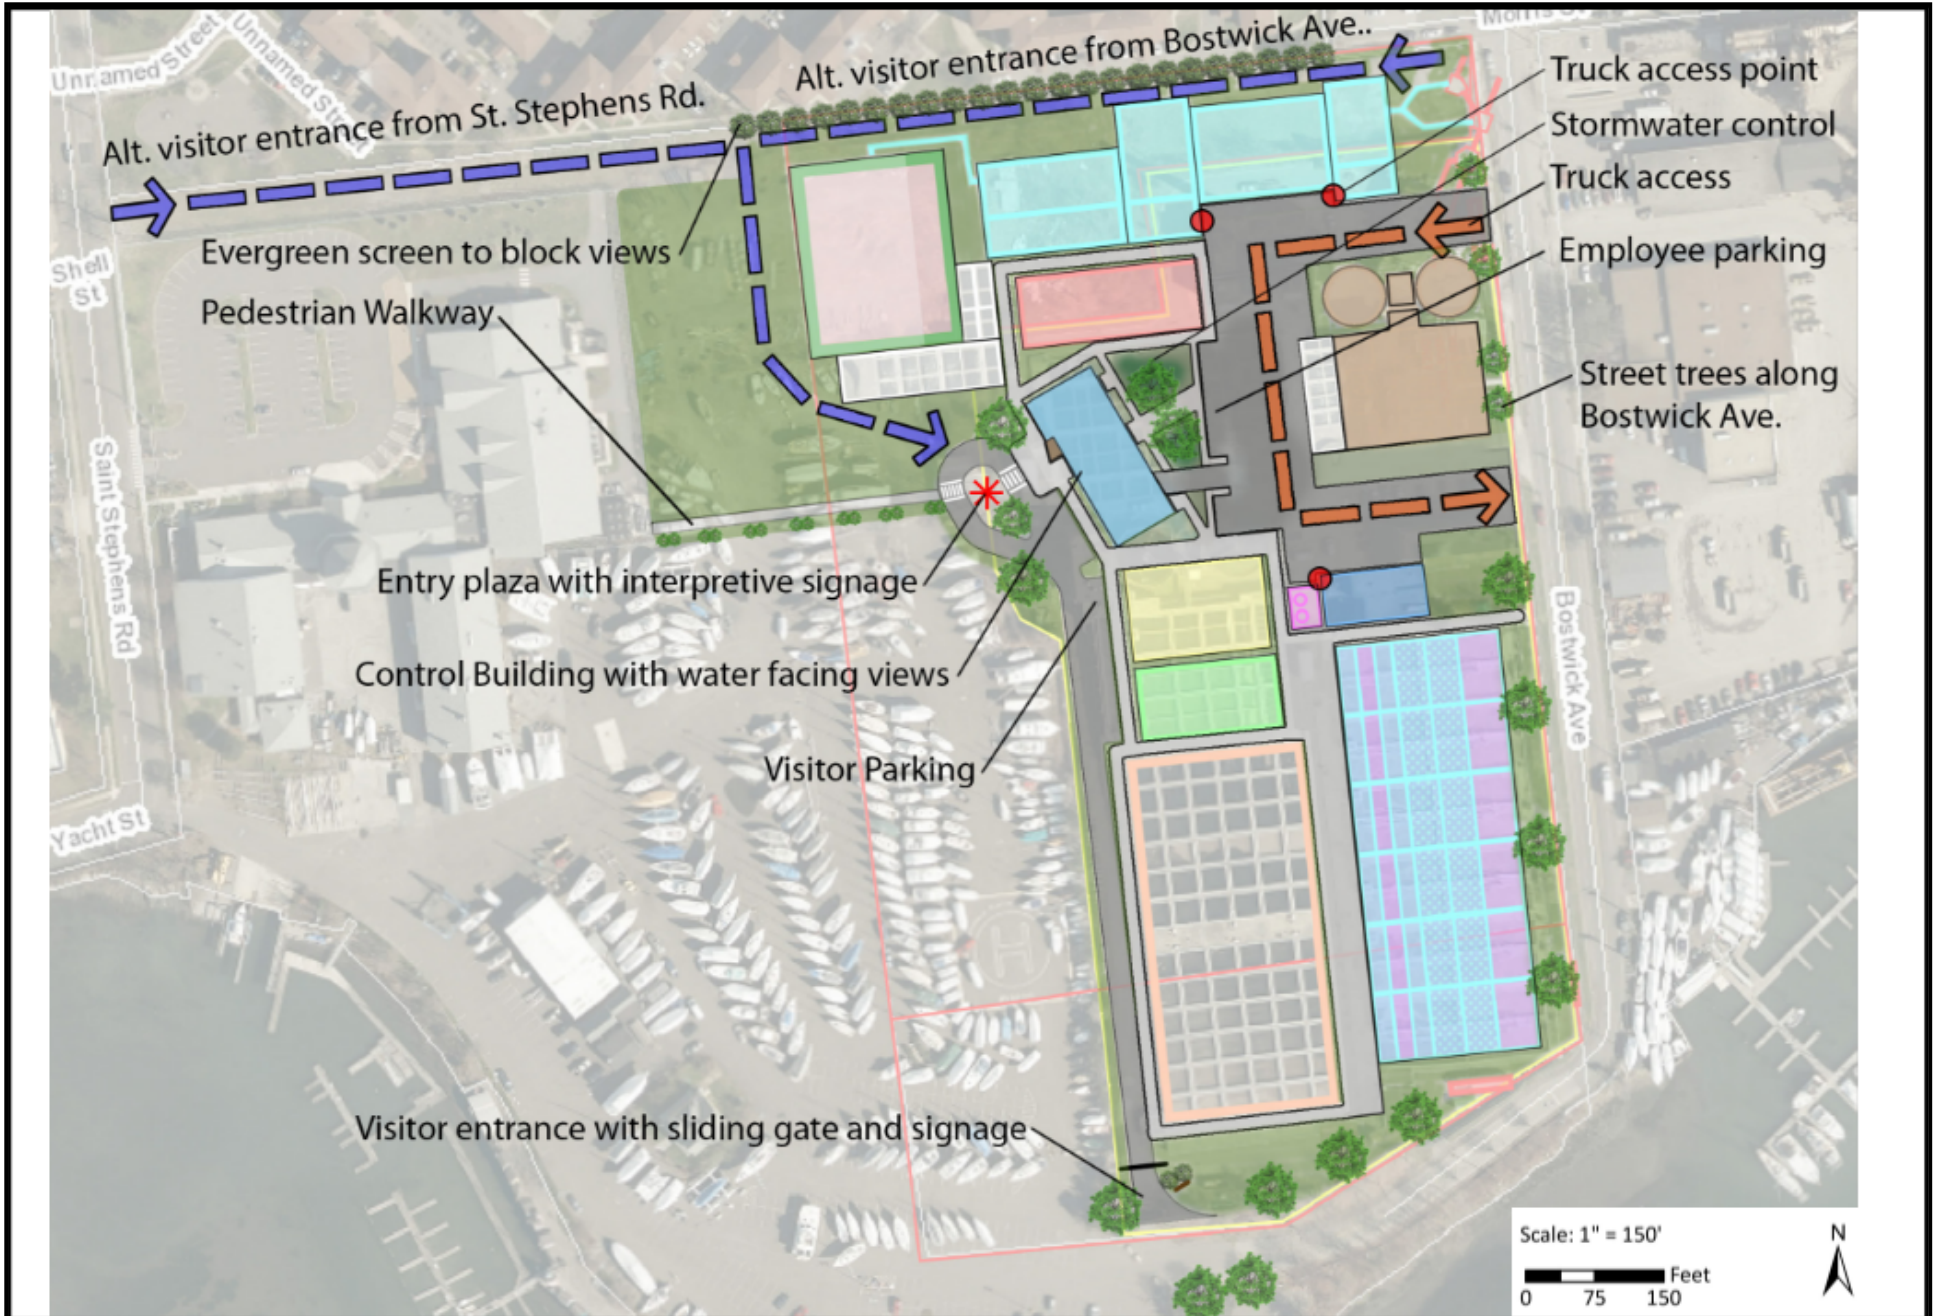 Morris St
Unnamed Street
Unnamed Street
Alt. visitor entrance from Bostwick Ave..
Alt. visitor entrance from St. Stephens Rd.
Truck access point
Stormwater control
Truck access
Evergreen screen to block views
Employee parking
Shell
St
Pedestrian Walkway
Street trees along
Bostwick Ave.
Saint Stephens Rd
Entry plaza with interpretive signage
Bostwick Ave
Control Building with water facing views
Visitor Parking
Yacht St
H
Visitor entrance with sliding gate and signage
Scale: 1" = 150'
N
Feet
0 75 150